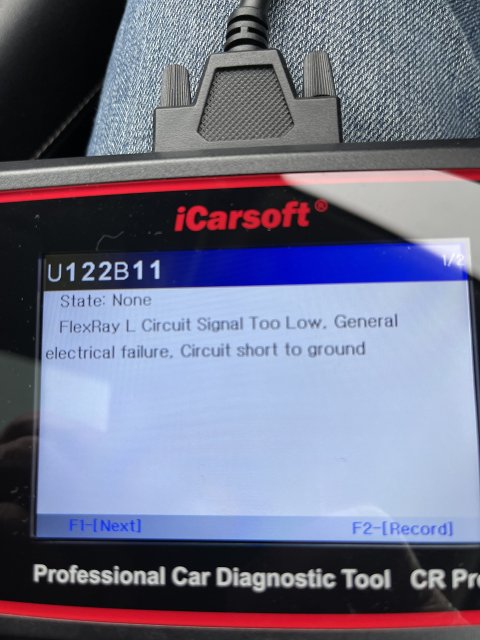 iCarsoft®
U122B11 1/2
State: None
FlexRay L Circuit Signal Too Low, General
electrical failure, Circuit short to ground
F1-[Next] F2-[Record]
Professional Car Diagnostic Tool CR Pr